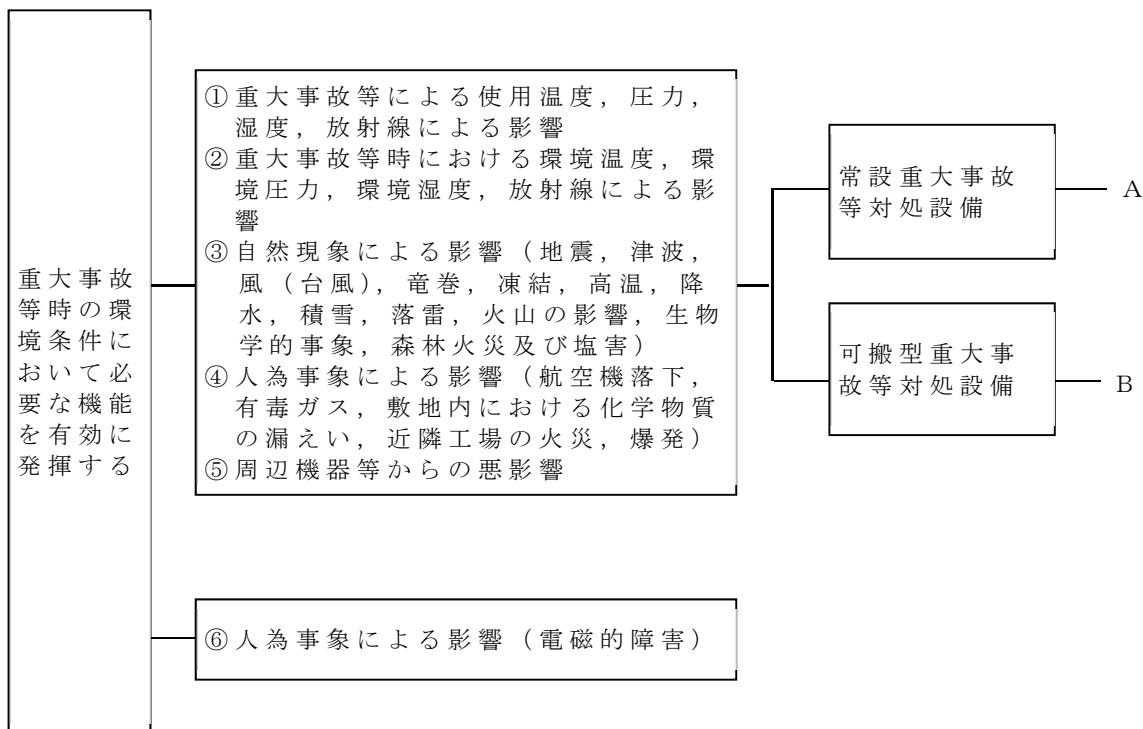 重大事故
等時の環
境条件に
おいて必
要な機能
を有効に
発揮する
①重大事故等による使用温度，圧力，
湿度，放射線による影響
②重大事故等時における環境温度，環
境圧力，環境湿度，放射線による影
響
③自然現象による影響（地震，津波，
風（台風），竜巻，凍結，高温，降
水，積雪，落雷，火山の影響，生物
学的事象，森林火災及び塩害）
④人為事象による影響（航空機落下，
有毒ガス，敷地内における化学物質
の漏えい，近隣工場の火災，爆発）
⑤周辺機器等からの悪影響
常設重大事故
等対処設備
A
可搬型重大事
故等対処設備
B
⑥人為事象による影響（電磁的障害）